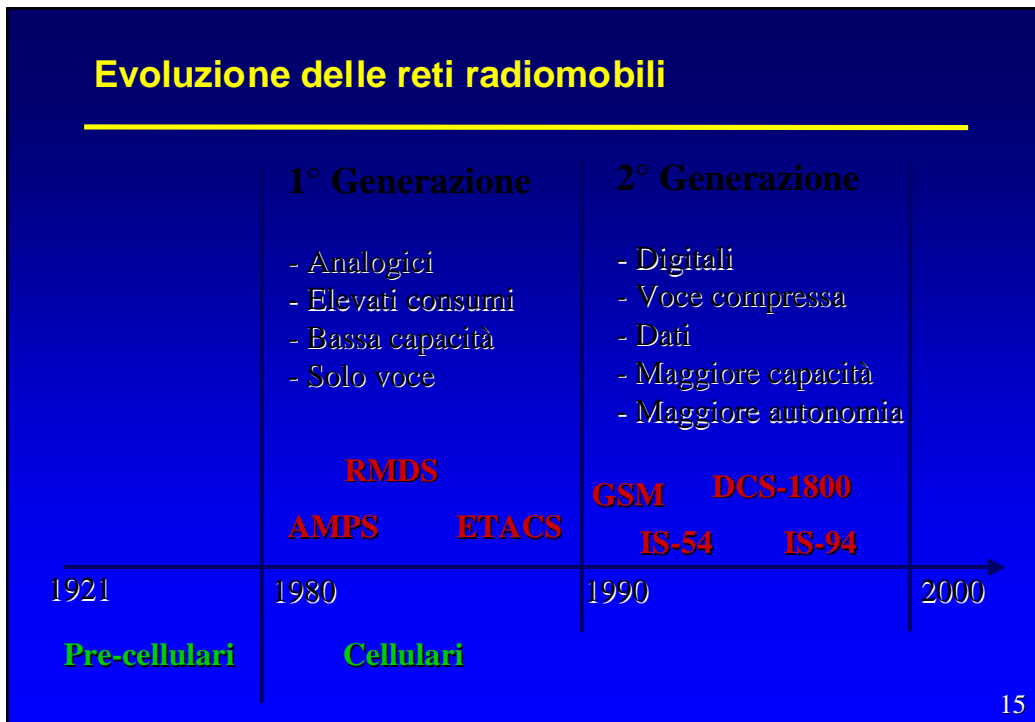 Evoluzione delle reti radiomobili
1° Generazione
- Analogici
- Elevati consumi
- Bassa capacità
- Solo voce
2° Generazione
- Digitali
- Voce compressa
- Dati
- Maggiore capacità
- Maggiore autonomia
RMDS
AMPS ETACS
GSM DCS-1800
IS-54 IS-94
1921 1980 1990 2000
Pre-cellulari Cellulari
15